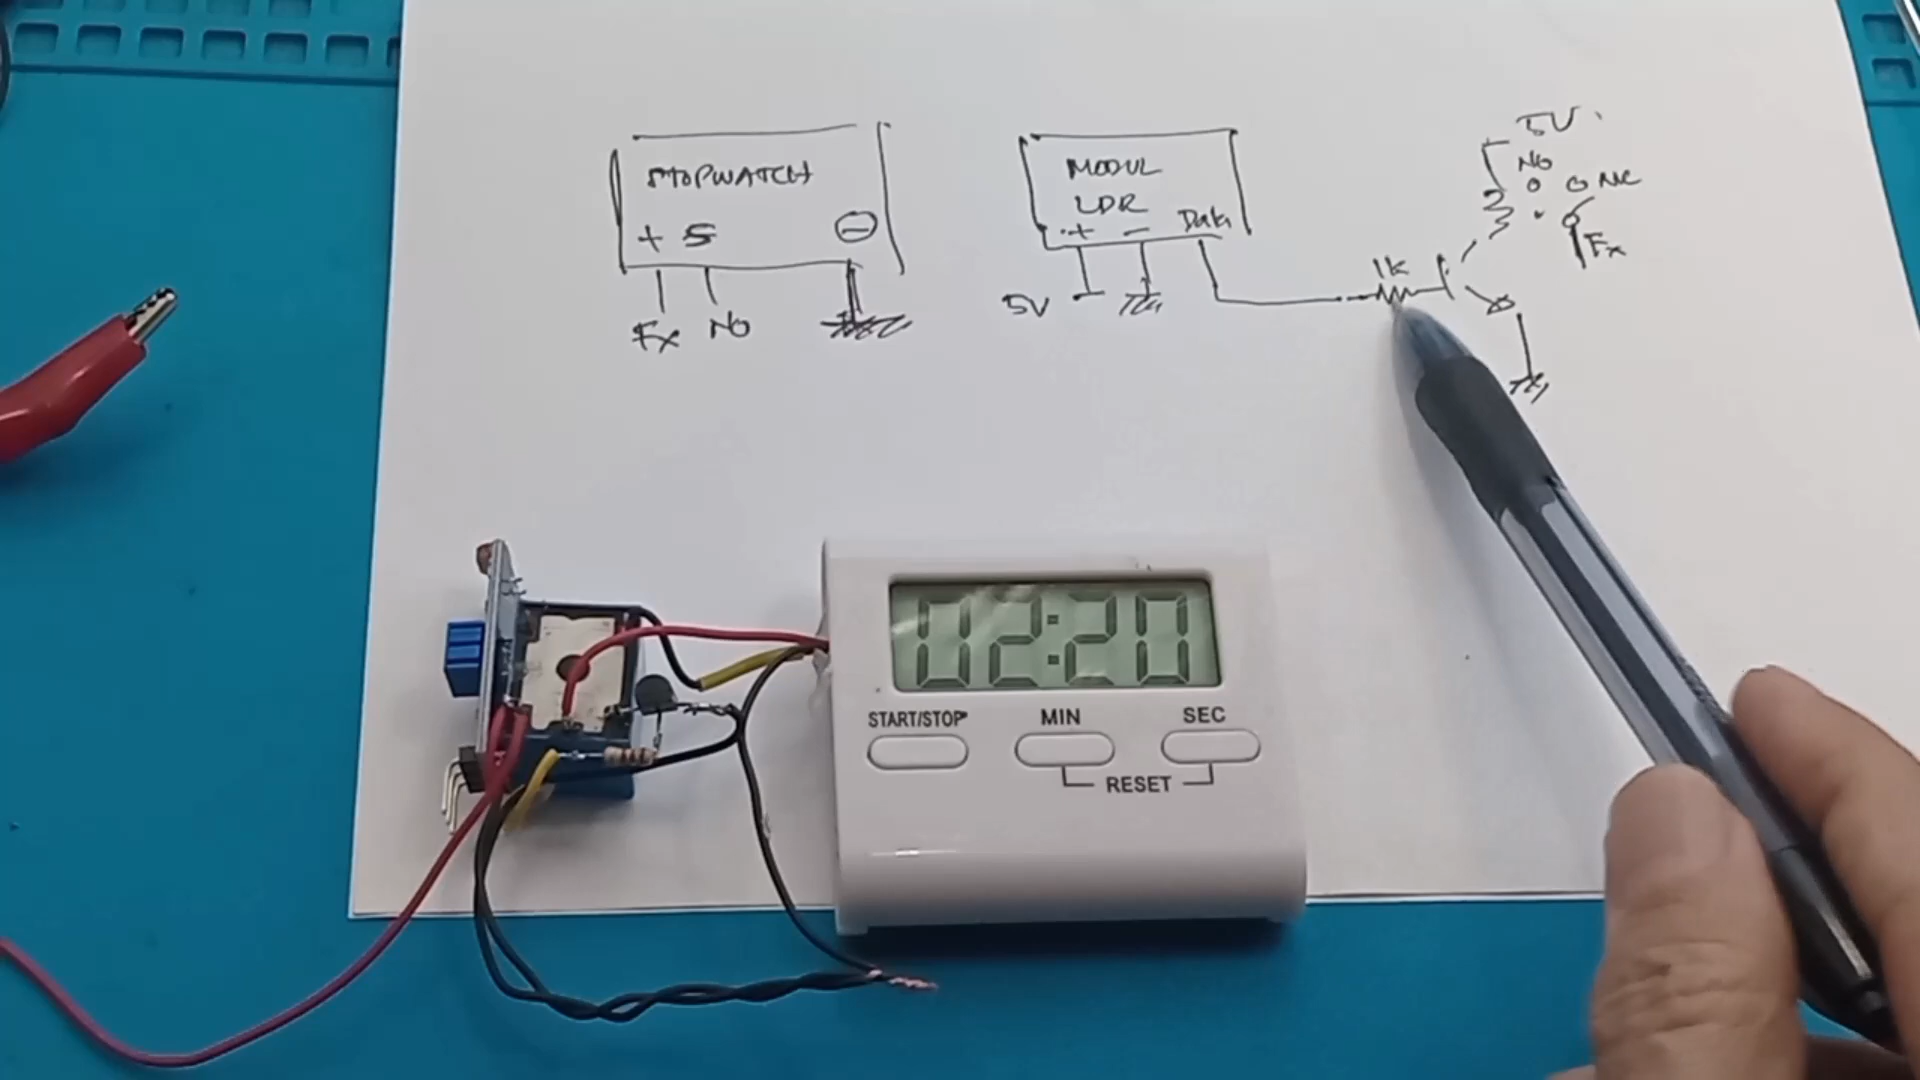 STOPWATCH
+ S −
Fx NO
MODUL
LDR
+ − Data
5V
1K
5V
NO
NC
Fx
02:20
START/STOP MIN SEC
RESET